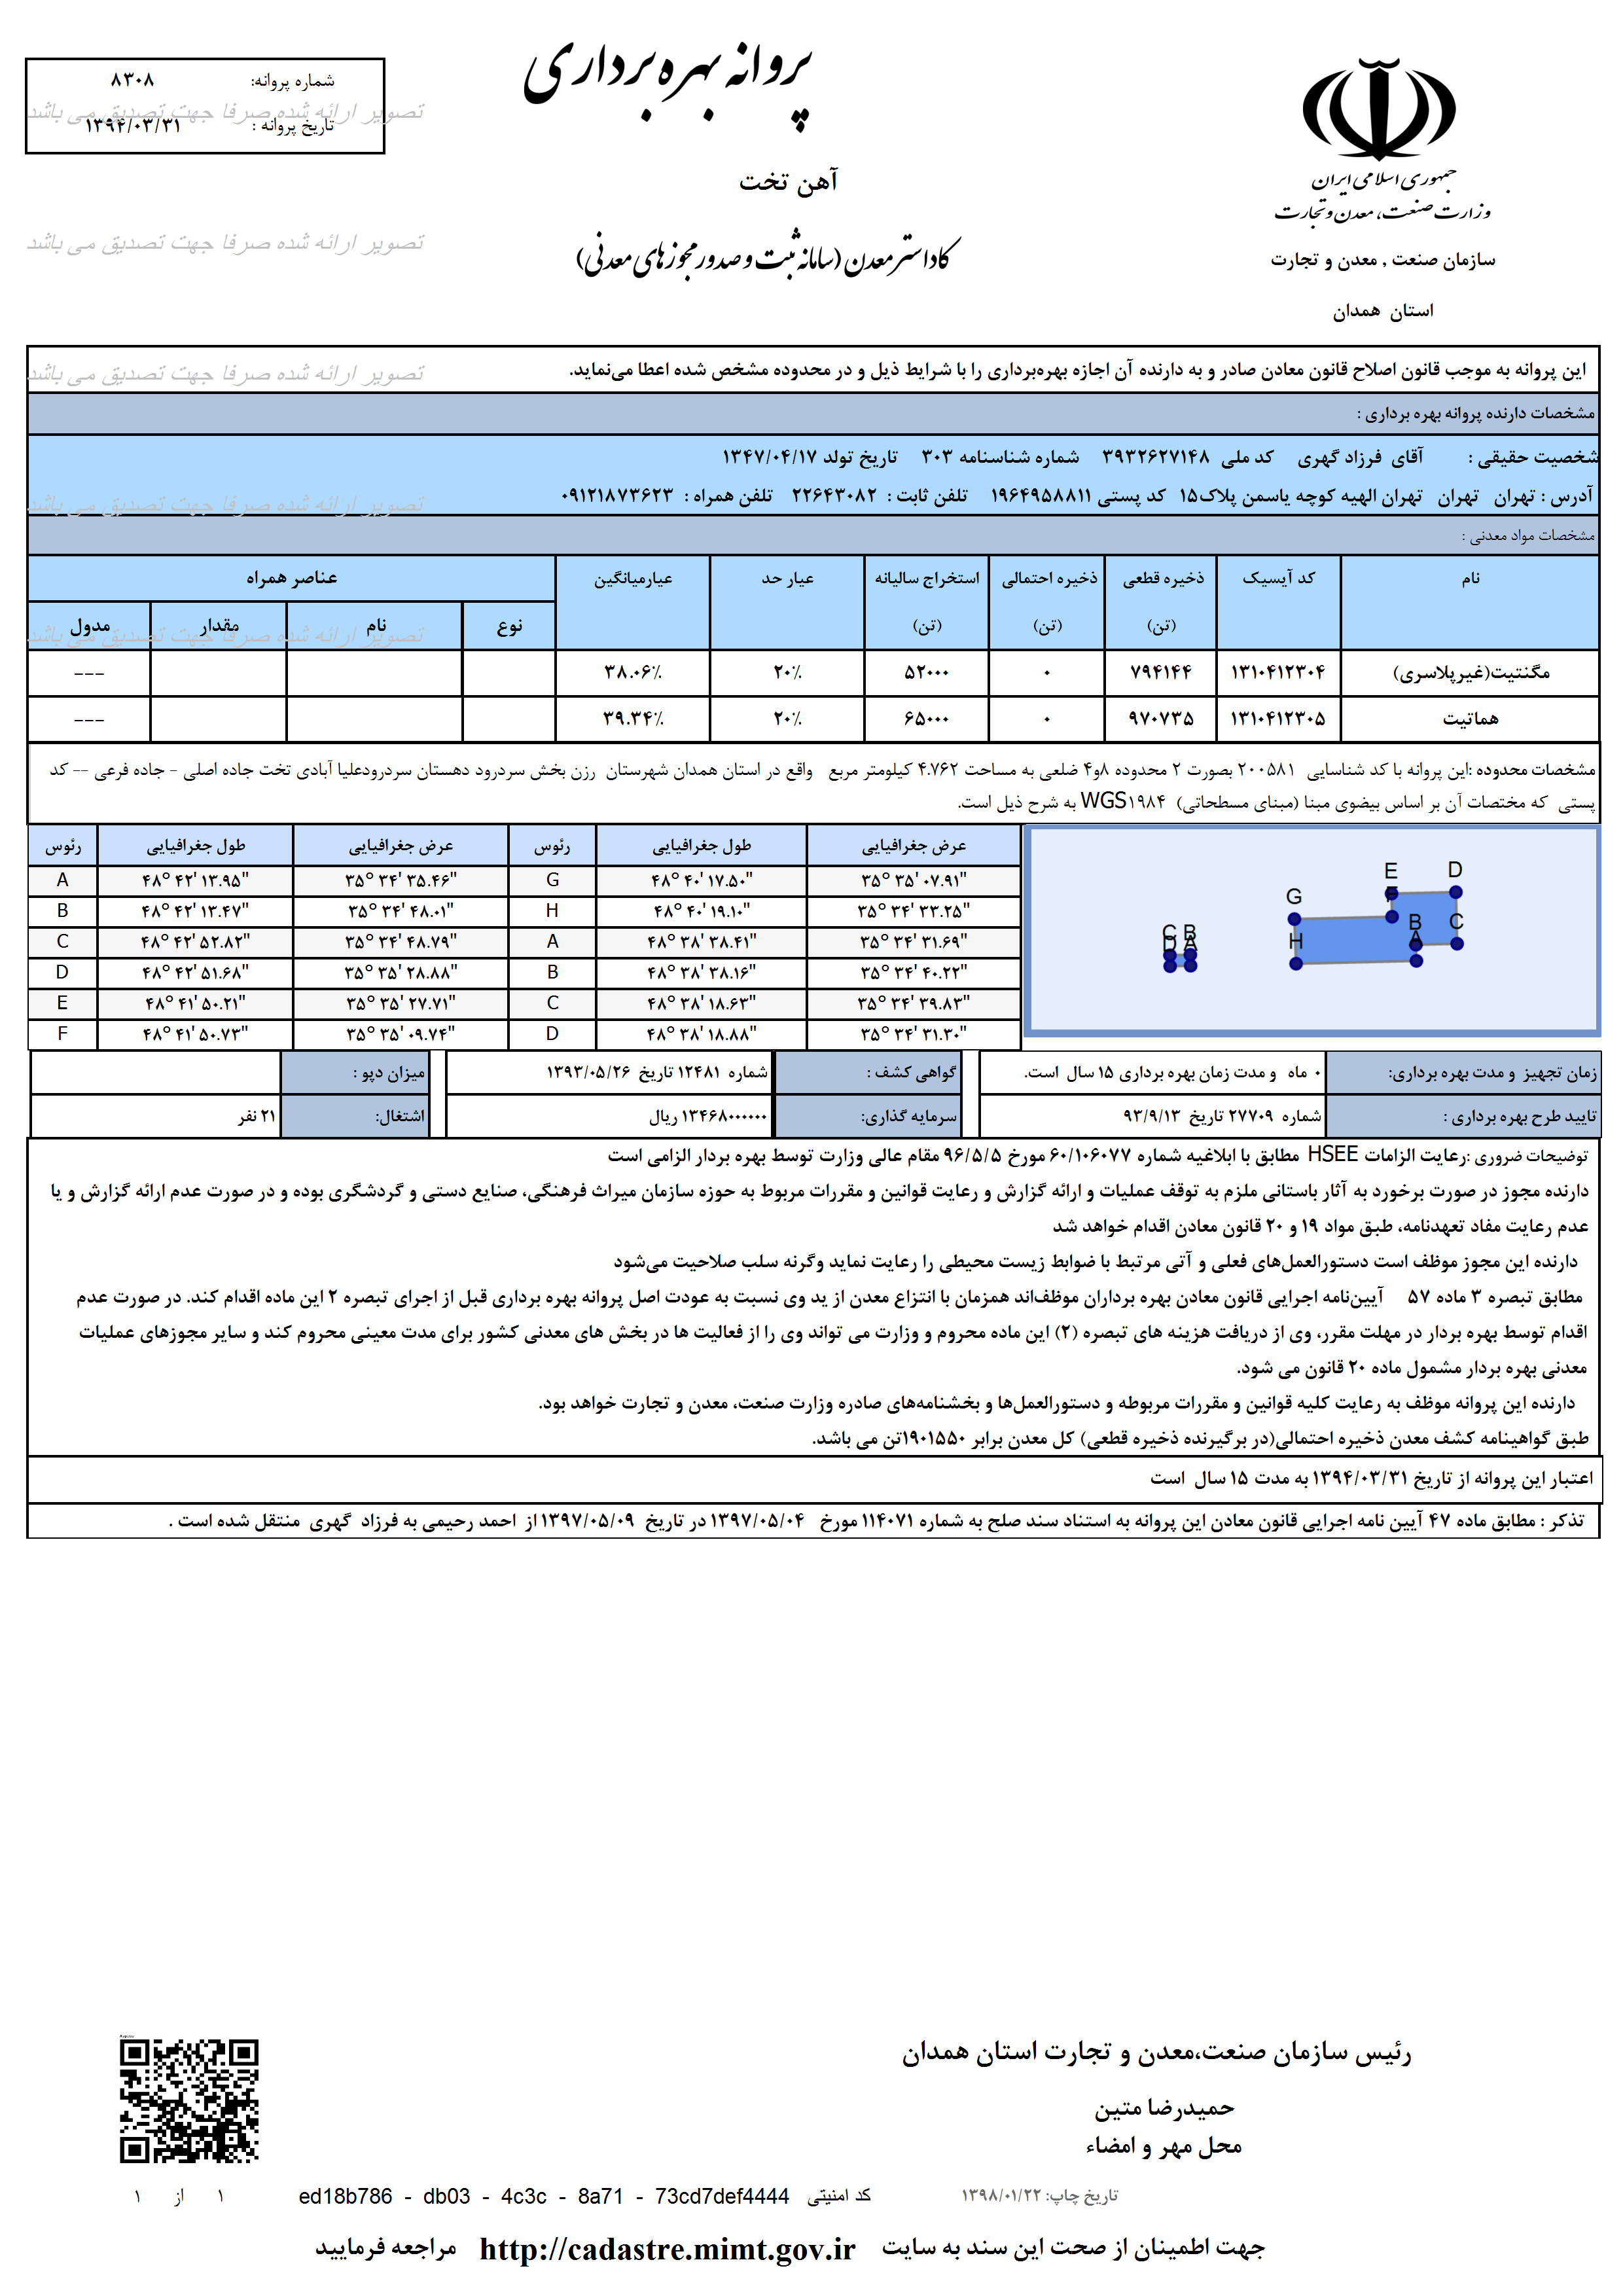 پروانه بهره برداری
آهن تخت
کاداستر معدن (سامانه ثبت و صدور مجوزهای معدنی)
جمهوری اسلامی ایران
وزارت صنعت، معدن و تجارت
سازمان صنعت , معدن و تجارت
استان همدان
شماره پروانه: ۸۳۰۸
تاریخ پروانه : ۱۳۹۴/۰۳/۳۱
تصویر ارائه شده صرفا جهت تصدیق می باشد
تصویر ارائه شده صرفا جهت تصدیق می باشد
تصویر ارائه شده صرفا جهت تصدیق می باشد
تصویر ارائه شده صرفا جهت تصدیق می باشد
تصویر ارائه شده صرفا جهت تصدیق می باشد
این پروانه به موجب قانون اصلاح قانون معادن صادر و به دارنده آن اجازه بهره‌برداری را با شرایط ذیل و در محدوده مشخص شده اعطا می‌نماید.
مشخصات دارنده پروانه بهره برداری :
شخصیت حقیقی : آقای فرزاد گهری کد ملی ۳۹۳۲۶۲۷۱۴۸ شماره شناسنامه ۳۰۳ تاریخ تولد ۱۳۴۷/۰۴/۱۷
آدرس : تهران تهران تهران الهیه کوچه یاسمن پلاک۱۵ کد پستی ۱۹۶۴۹۵۸۸۱۱ تلفن ثابت : ۲۲۶۴۳۰۸۲ تلفن همراه : ۰۹۱۲۱۸۷۳۶۲۳
مشخصات مواد معدنی :
نام کد آیسیک ذخیره قطعی (تن) ذخیره احتمالی (تن) استخراج سالیانه (تن) عیار حد عیارمیانگین عناصر همراه
نوع نام مقدار مدول
مگنتیت(غیرپلاسری) ۱۳۱۰۴۱۲۳۰۴ ۷۹۴۱۴۴ ۰ ۵۲۰۰۰ ۲۰٪ ۳۸.۰۶٪ ---
هماتیت ۱۳۱۰۴۱۲۳۰۵ ۹۷۰۷۳۵ ۰ ۶۵۰۰۰ ۲۰٪ ۳۹.۳۴٪ ---
مشخصات محدوده :این پروانه با کد شناسایی ۲۰۰۵۸۱ بصورت ۲ محدوده ۸و۴ ضلعی به مساحت ۴.۷۶۲ کیلومتر مربع واقع در استان همدان شهرستان رزن بخش سردرود دهستان سردرودعلیا آبادی تخت جاده اصلی - جاده فرعی -- کد
پستی که مختصات آن بر اساس بیضوی مبنا (مبنای مسطحاتی) WGS۱۹۸۴ به شرح ذیل است.
رئوس طول جغرافیایی عرض جغرافیایی رئوس طول جغرافیایی عرض جغرافیایی
A ۴۸° ۴۲' ۱۳.۹۵" ۳۵° ۳۴' ۳۵.۴۶" G ۴۸° ۴۰' ۱۷.۵۰" ۳۵° ۳۵' ۰۷.۹۱"
B ۴۸° ۴۲' ۱۳.۴۷" ۳۵° ۳۴' ۴۸.۰۱" H ۴۸° ۴۰' ۱۹.۱۰" ۳۵° ۳۴' ۳۳.۲۵"
C ۴۸° ۴۲' ۵۲.۸۲" ۳۵° ۳۴' ۴۸.۷۹" A ۴۸° ۳۸' ۳۸.۴۱" ۳۵° ۳۴' ۳۱.۶۹"
D ۴۸° ۴۲' ۵۱.۶۸" ۳۵° ۳۵' ۲۸.۸۸" B ۴۸° ۳۸' ۳۸.۱۶" ۳۵° ۳۴' ۴۰.۲۲"
E ۴۸° ۴۱' ۵۰.۲۱" ۳۵° ۳۵' ۲۷.۷۱" C ۴۸° ۳۸' ۱۸.۶۳" ۳۵° ۳۴' ۳۹.۸۳"
F ۴۸° ۴۱' ۵۰.۷۳" ۳۵° ۳۵' ۰۹.۷۴" D ۴۸° ۳۸' ۱۸.۸۸" ۳۵° ۳۴' ۳۱.۳۰"
E D
G F
B C
H A
C B
D A
زمان تجهیز و مدت بهره برداری: ۰ ماه و مدت زمان بهره برداری ۱۵ سال است. گواهی کشف : شماره ۱۲۴۸۱ تاریخ ۱۳۹۳/۰۵/۲۶ میزان دپو :
تایید طرح بهره برداری : شماره ۲۷۷۰۹ تاریخ ۹۳/۹/۱۳ سرمایه گذاری: ۱۳۴۶۸۰۰۰۰۰۰ ریال اشتغال: ۲۱ نفر
توضیحات ضروری :رعایت الزامات HSEE مطابق با ابلاغیه شماره ۶۰/۱۰۶۰۷۷ مورخ ۹۶/۵/۵ مقام عالی وزارت توسط بهره بردار الزامی است
دارنده مجوز در صورت برخورد به آثار باستانی ملزم به توقف عملیات و ارائه گزارش و رعایت قوانین و مقررات مربوط به حوزه سازمان میراث فرهنگی، صنایع دستی و گردشگری بوده و در صورت عدم ارائه گزارش و یا
عدم رعایت مفاد تعهدنامه، طبق مواد ۱۹ و ۲۰ قانون معادن اقدام خواهد شد
دارنده این مجوز موظف است دستورالعمل‌های فعلی و آتی مرتبط با ضوابط زیست محیطی را رعایت نماید وگرنه سلب صلاحیت می‌شود
مطابق تبصره ۳ ماده ۵۷ آیین‌نامه اجرایی قانون معادن بهره برداران موظف‌اند همزمان با انتزاع معدن از ید وی نسبت به عودت اصل پروانه بهره برداری قبل از اجرای تبصره ۲ این ماده اقدام کند. در صورت عدم
اقدام توسط بهره بردار در مهلت مقرر، وی از دریافت هزینه های تبصره (۲) این ماده محروم و وزارت می تواند وی را از فعالیت ها در بخش های معدنی کشور برای مدت معینی محروم کند و سایر مجوزهای عملیات
معدنی بهره بردار مشمول ماده ۲۰ قانون می شود.
دارنده این پروانه موظف به رعایت کلیه قوانین و مقررات مربوطه و دستورالعمل‌ها و بخشنامه‌های صادره وزارت صنعت، معدن و تجارت خواهد بود.
طبق گواهینامه کشف معدن ذخیره احتمالی(در برگیرنده ذخیره قطعی) کل معدن برابر ۱۹۰۱۵۵۰تن می باشد.
اعتبار این پروانه از تاریخ ۱۳۹۴/۰۳/۳۱ به مدت ۱۵ سال است
تذکر : مطابق ماده ۴۷ آیین نامه اجرایی قانون معادن این پروانه به استناد سند صلح به شماره ۱۱۴۰۷۱ مورخ ۱۳۹۷/۰۵/۰۴ در تاریخ ۱۳۹۷/۰۵/۰۹ از احمد رحیمی به فرزاد گهری منتقل شده است .
رئیس سازمان صنعت،معدن و تجارت استان همدان
حمیدرضا متین
محل مهر و امضاء
تاریخ چاپ: ۱۳۹۸/۰۱/۲۲
کد امنیتی ed18b786 - db03 - 4c3c - 8a71 - 73cd7def4444
۱ از ۱
جهت اطمینان از صحت این سند به سایت http://cadastre.mimt.gov.ir مراجعه فرمایید